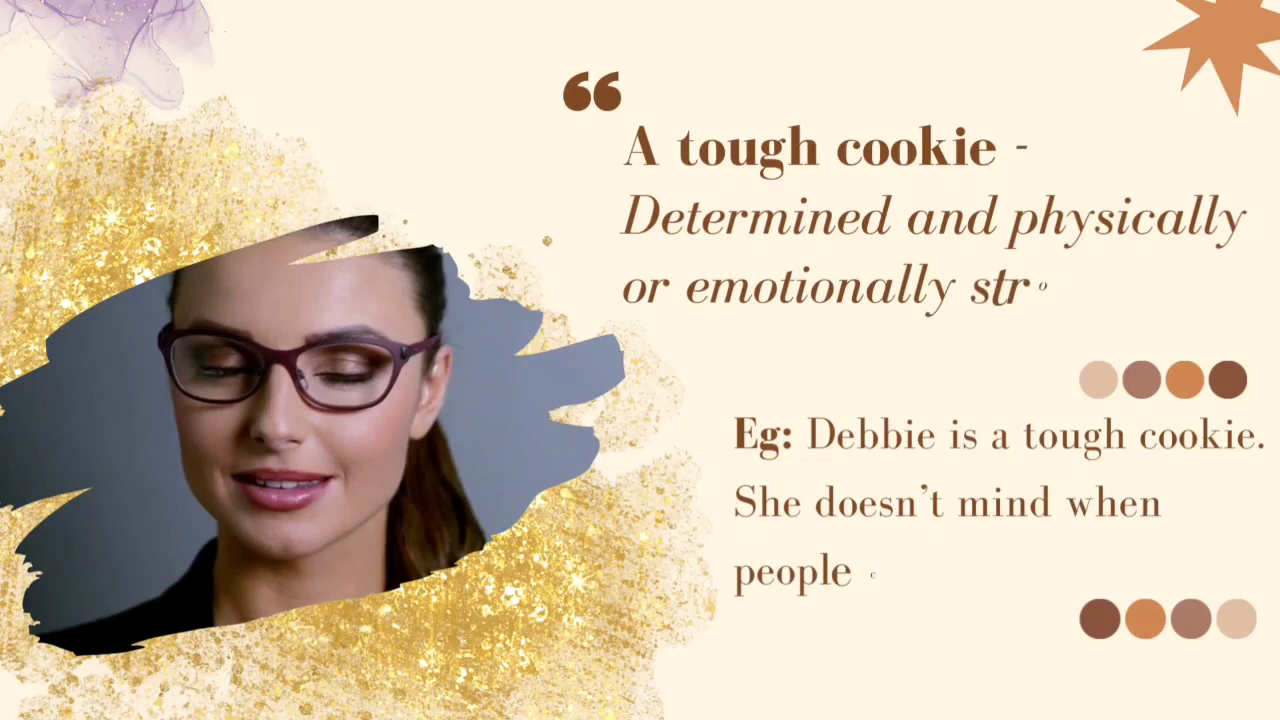 “
A tough cookie -
Determined and physically
or emotionally str
Eg: Debbie is a tough cookie.
She doesn’t mind when
people